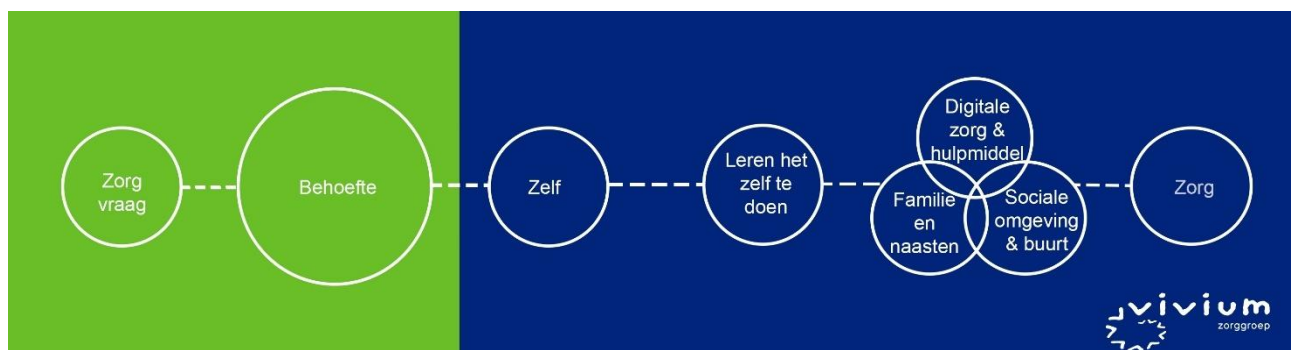 Zorg
vraag
Behoefte
Zelf
Leren het
zelf te
doen
Digitale
zorg &
hulpmiddel
Familie
en
naasten
Sociale
omgeving
& buurt
Zorg
vivium
zorggroep